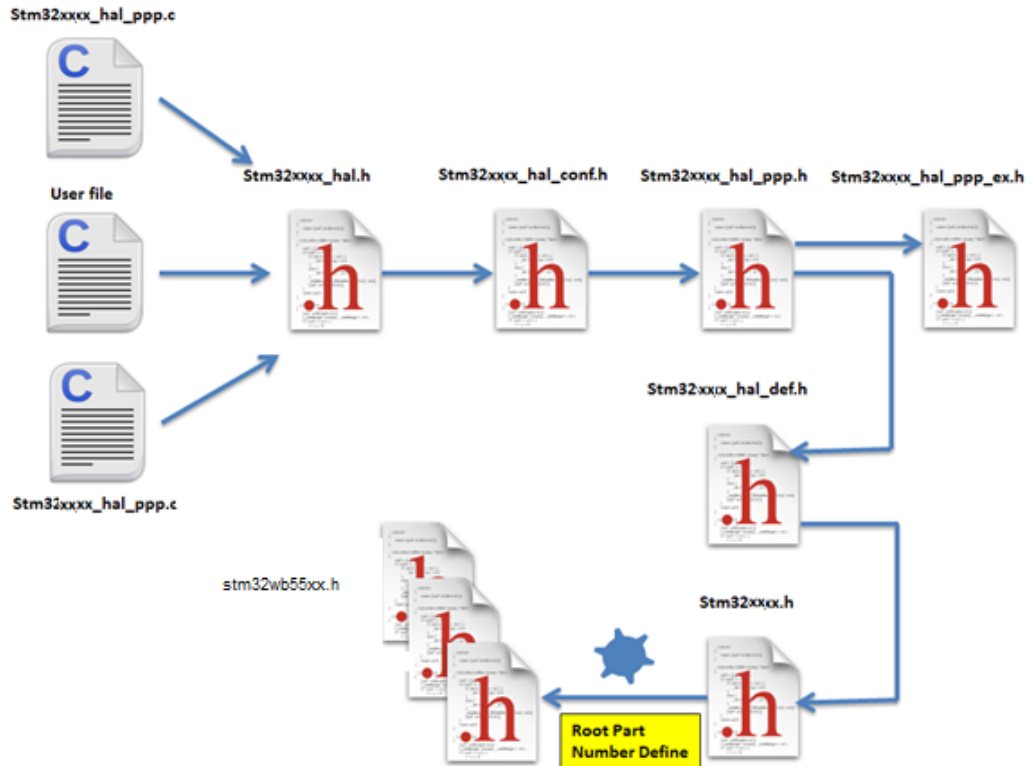 Stm32xxxx_hal_ppp.c
C
User file
C
C
Stm32xxxx_hal_ppp.c
Stm32xxxx_hal.h
.h
Stm32xxxx_hal_conf.h
.h
Stm32xxxx_hal_ppp.h
.h
Stm32xxxx_hal_ppp_ex.h
.h
Stm32xxxx_hal_def.h
.h
Stm32xxxx.h
.h
stm32wb55xx.h
.h
.h
.h
Root Part
Number Define